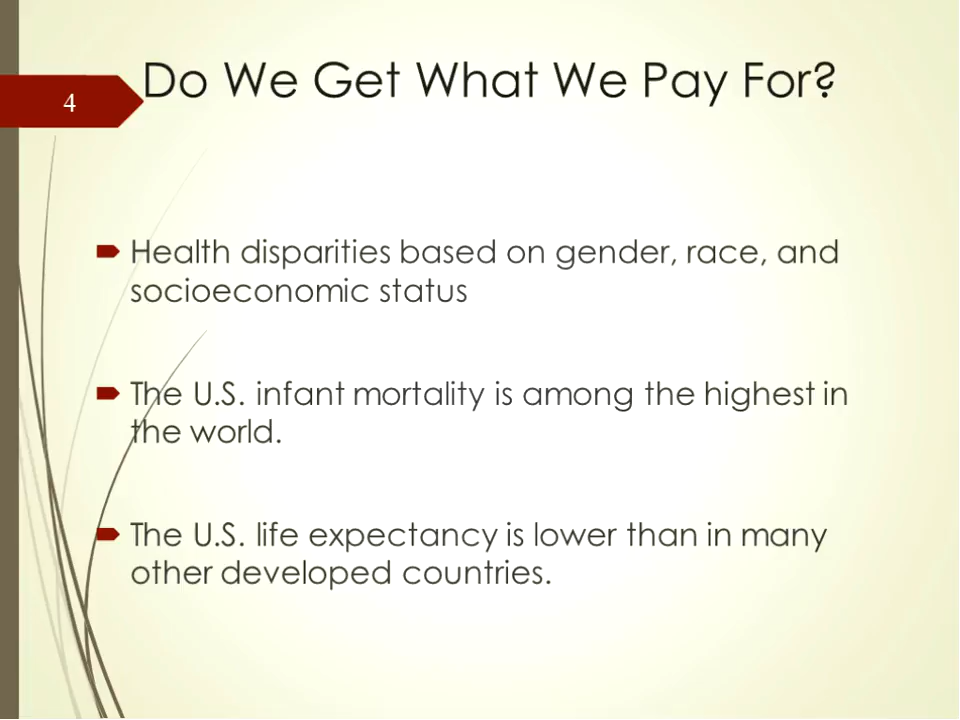 4
Do We Get What We Pay For?
Health disparities based on gender, race, and
socioeconomic status
The U.S. infant mortality is among the highest in
the world.
The U.S. life expectancy is lower than in many
other developed countries.